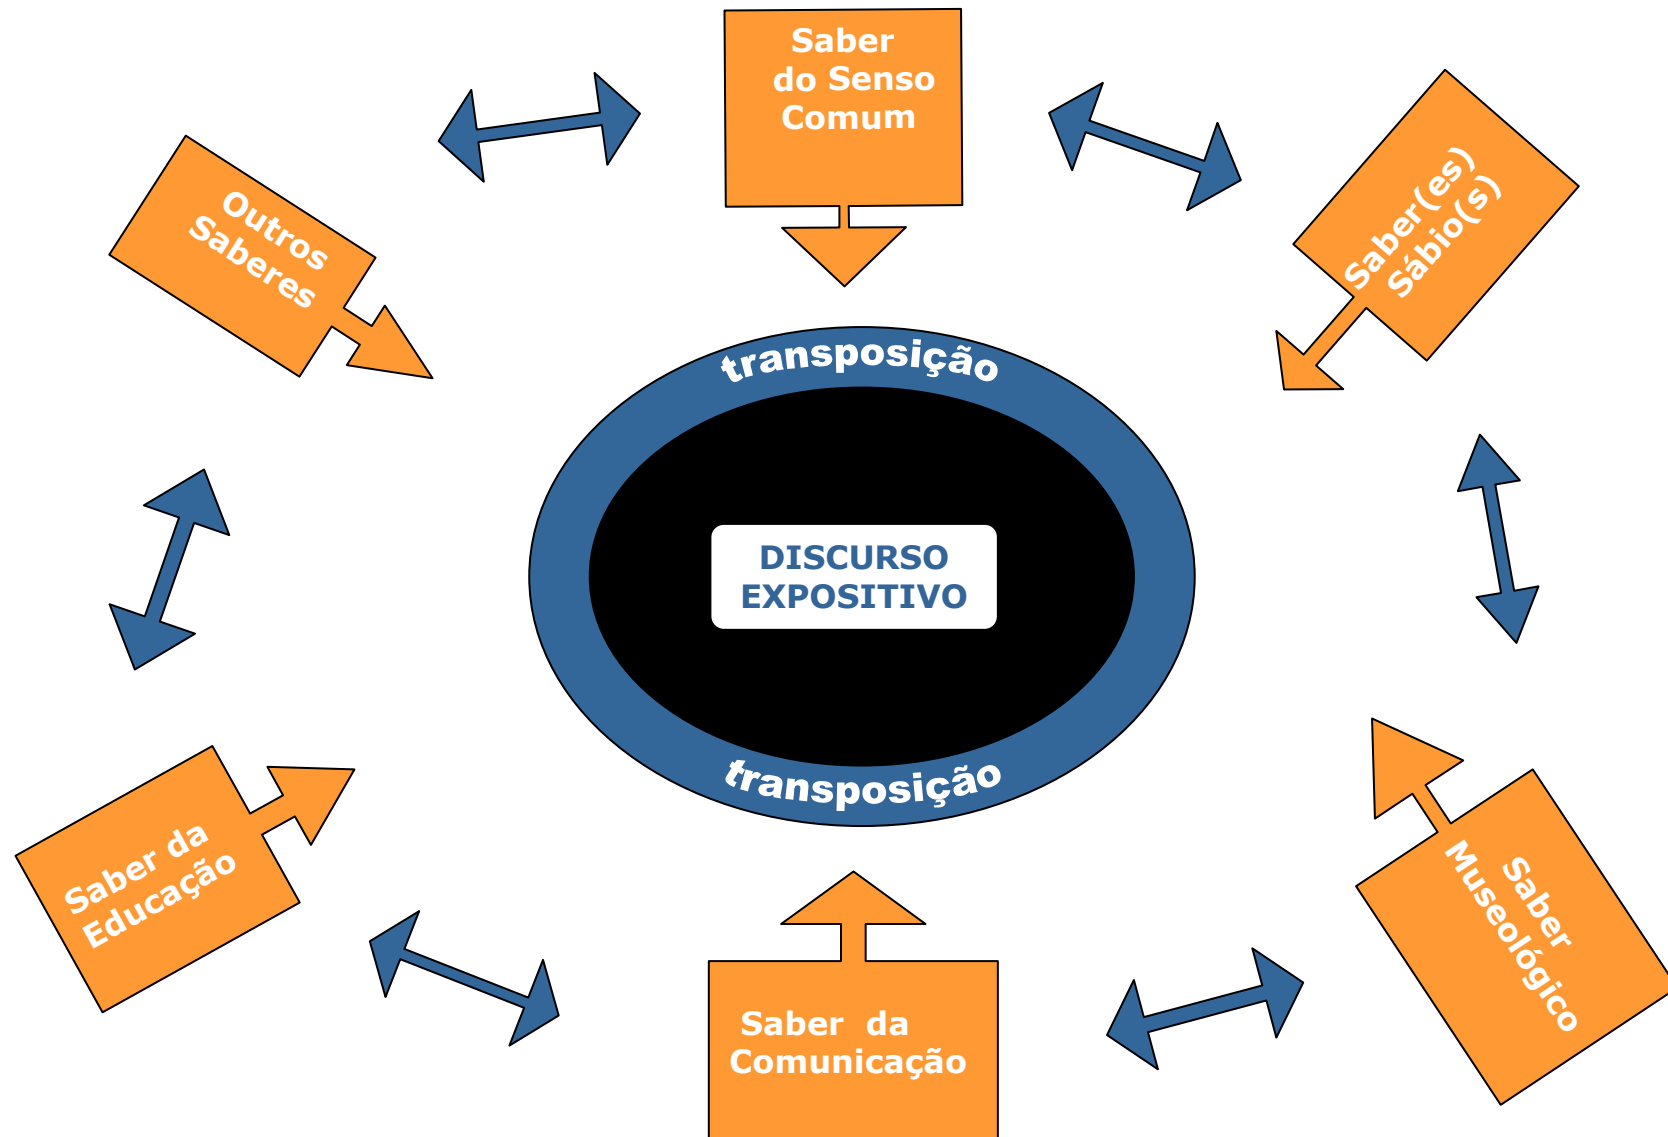 Saber
do Senso
Comum
Outros
Saberes
Saber(es)
Sábio(s)
transposição
DISCURSO
EXPOSITIVO
transposição
Saber da
Educação
Saber
Museológico
Saber da
Comunicação